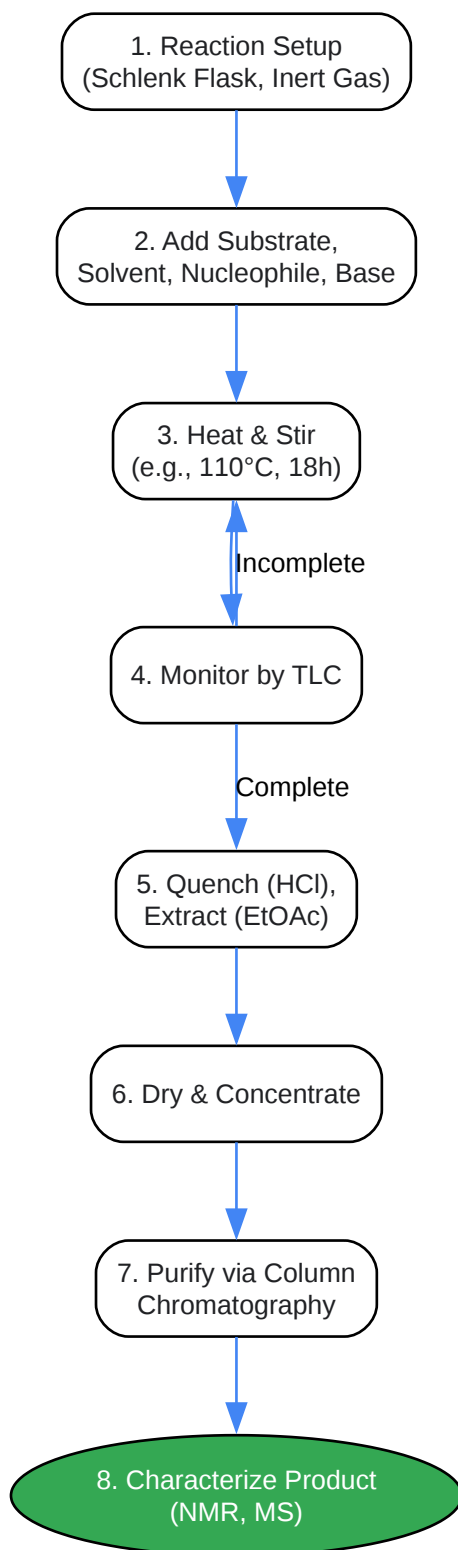 1. Reaction Setup
(Schlenk Flask, Inert Gas)
2. Add Substrate,
Solvent, Nucleophile, Base
3. Heat & Stir
(e.g., 110°C, 18h)
Incomplete
4. Monitor by TLC
Complete
5. Quench (HCl),
Extract (EtOAc)
6. Dry & Concentrate
7. Purify via Column
Chromatography
8. Characterize Product
(NMR, MS)